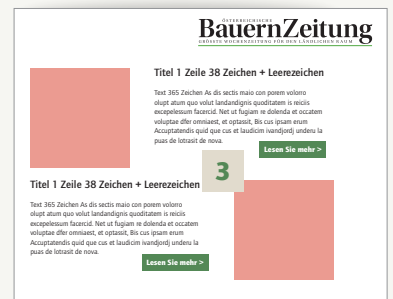 ÖSTERREICHISCHE
BauernZeitung
GRÖSSTE WOCHENZEITUNG FÜR DEN LÄNDLICHEN RAUM
Titel 1 Zeile 38 Zeichen + Leerezeichen
Text 365 Zeichen As dis sectis maio con porem volorro
olupt atum quo volut landandignis quoditatem is reiciis
excepelessum facercid. Net ut fugiam re dolenda et occatem
voluptae dfer omniaest, et optassit, Bis cus ipsam erum
Accuptatendis quid que cus et laudicim ivandjordj underu la
puas de lotrasit de nova.
Lesen Sie mehr >
3
Titel 1 Zeile 38 Zeichen + Leerezeichen
Text 365 Zeichen As dis sectis maio con porem volorro
olupt atum quo volut landandignis quoditatem is reiciis
excepelessum facercid. Net ut fugiam re dolenda et occatem
voluptae dfer omniaest, et optassit, Bis cus ipsam erum
Accuptatendis quid que cus et laudicim ivandjordj underu la
puas de lotrasit de nova.
Lesen Sie mehr >